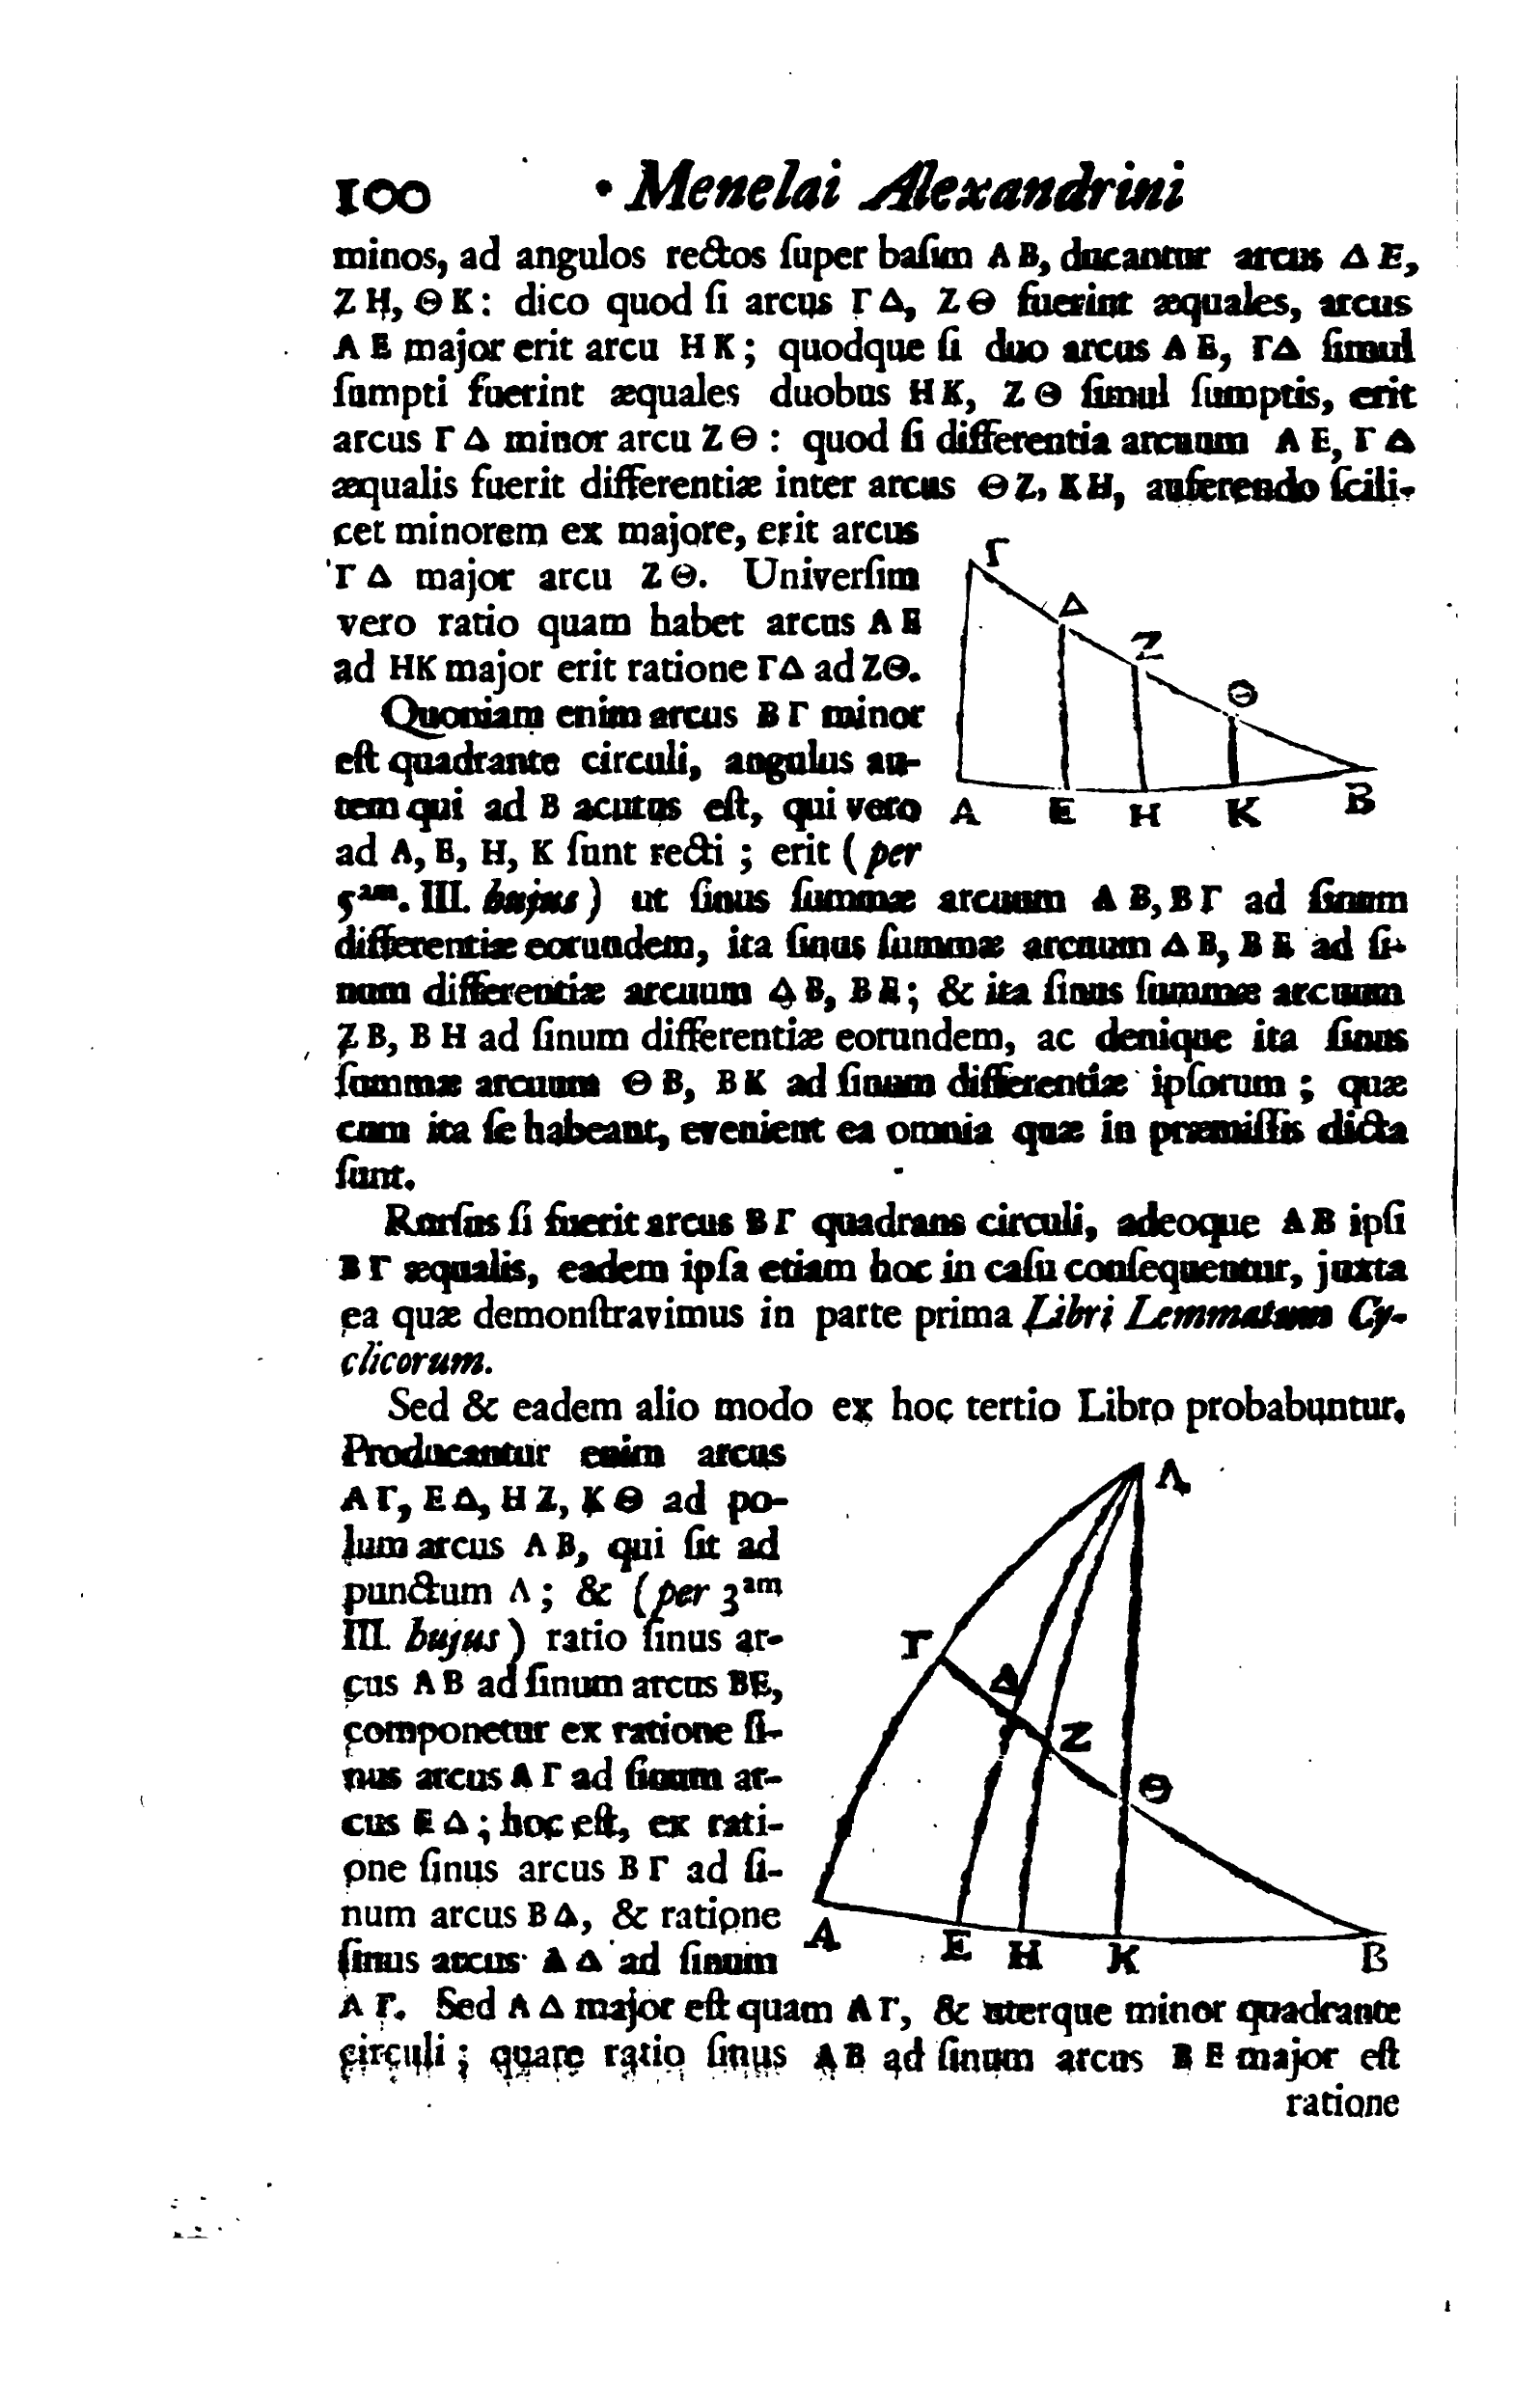 100 Menelai Alexandrini
minos, ad angulos rectos ſuper baſim A B, ducantur arcus Δ E,
Z H, Θ K: dico quod ſi arcus Γ Δ, Z Θ fuerint æquales, arcus
A E major erit arcu H K; quodque ſi duo arcus A E, Γ Δ ſimul
ſumpti fuerint æquales duobus H K, Z Θ ſimul ſumptis, erit
arcus Γ Δ minor arcu Z Θ: quod ſi differentia arcuum A E, Γ Δ
æqualis fuerit differentiæ inter arcus Θ Z, K H, auferendo ſcili-
cet minorem ex majore, erit arcus
Γ Δ major arcu Z Θ. Univerſim
vero ratio quam habet arcus A E
ad H K major erit ratione Γ Δ ad Z Θ.
Quoniam enim arcus B Γ minor
eſt quadrante circuli, angulus au-
tem qui ad B acutus eſt, qui vero
ad A, E, H, K ſunt recti; erit (per
5am. III. hujus) ut ſinus ſummæ arcuum A B, B Γ ad ſinum
differentiæ eorundem, ita ſinus ſummæ arcuum Δ B, B E ad ſi-
num differentiæ arcuum Δ B, B E; & ita ſinus ſummæ arcuum
Z B, B H ad ſinum differentiæ eorundem, ac denique ita ſinus
ſummæ arcuum Θ B, B K ad ſinum differentiæ ipſorum; quæ
cum ita ſe habeant, evenient ea omnia quæ in præmiſſis dicta
ſunt.
Γ
Δ
Z
Θ
A E H K B
Rurſus ſi fuerit arcus B Γ quadrans circuli, adeoque A B ipſi
B Γ æqualis, eadem ipſa etiam hoc in caſu conſequentur, juxta
ea quæ demonſtravimus in parte prima Libri Lemmatum Cy-
clicorum.
Sed & eadem alio modo ex hoc tertio Libro probabuntur.
Producantur enim arcus
A Γ, E Δ, H Z, K Θ ad po-
lum arcus A B, qui ſit ad
punctum Λ; & (per 3am
III. hujus) ratio ſinus ar-
cus A B ad ſinum arcus B E,
componetur ex ratione ſi-
nus arcus A Γ ad ſinum ar-
cus E Δ; hoc eſt, ex rati-
one ſinus arcus B Γ ad ſi-
num arcus B Δ, & ratione
ſinus arcus Λ Δ ad ſinum
Λ Γ. Sed Λ Δ major eſt quam Λ Γ, & uterque minor quadrante
circuli; quare ratio ſinus A B ad ſinum arcus B E major eſt
ratione
Λ
Γ
Δ
Z
Θ
A E H K B